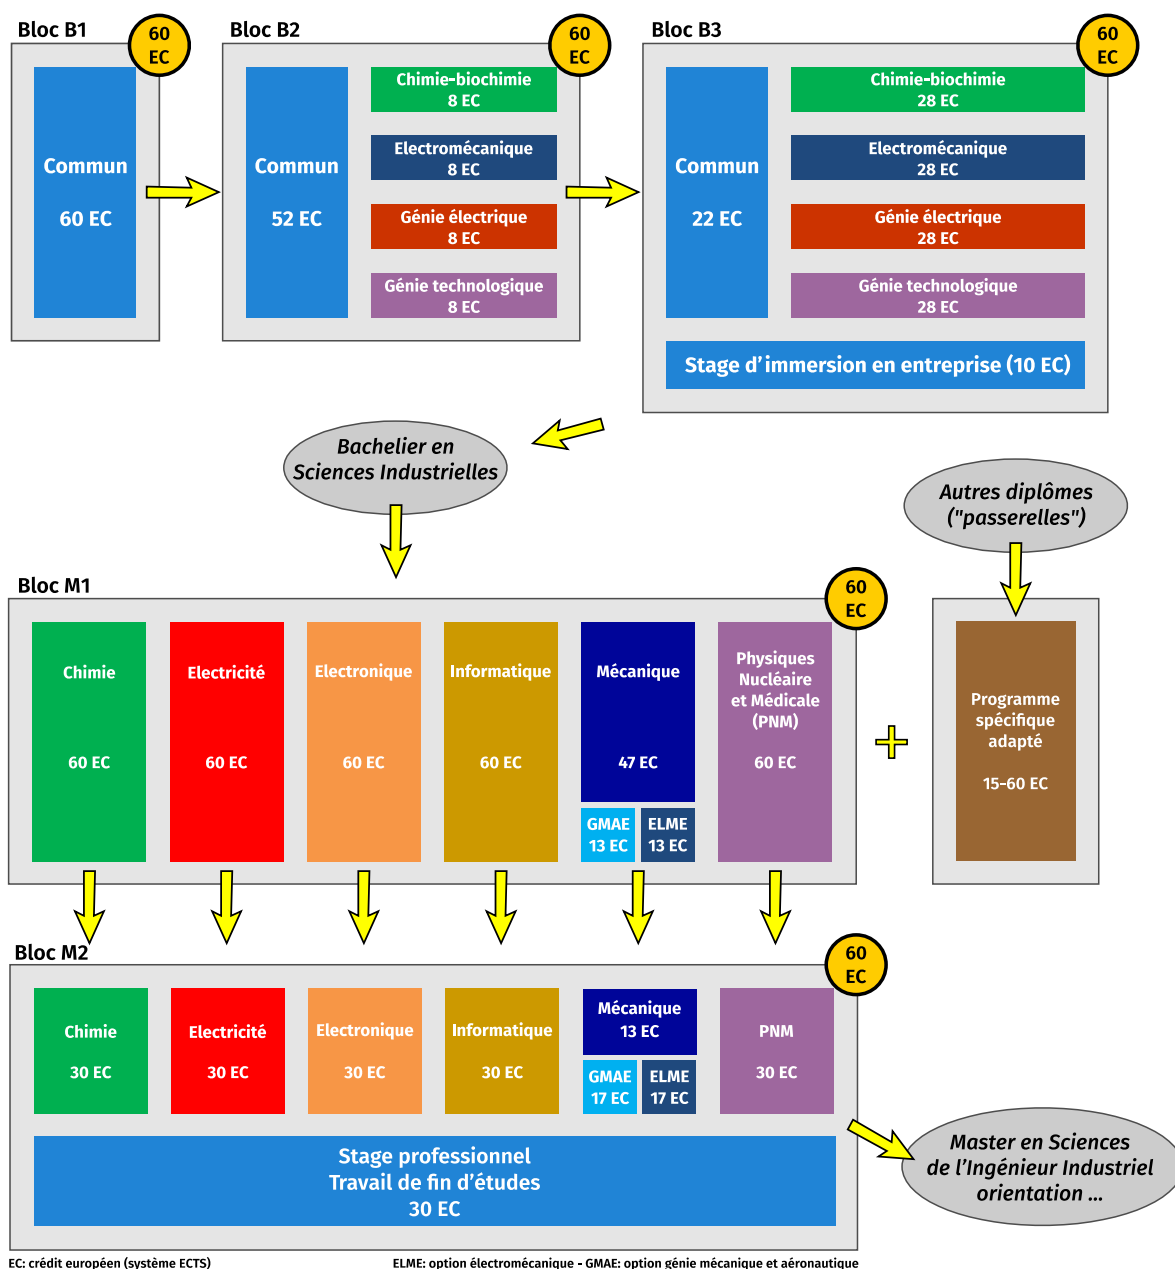 Bloc B1
60
EC
Commun
60 EC
Bloc B2
60
EC
Commun
52 EC
Chimie-biochimie
8 EC
Electromécanique
8 EC
Génie électrique
8 EC
Génie technologique
8 EC
Bloc B3
60
EC
Commun
22 EC
Chimie-biochimie
28 EC
Electromécanique
28 EC
Génie électrique
28 EC
Génie technologique
28 EC
Stage d'immersion en entreprise (10 EC)
Bachelier en
Sciences Industrielles
Autres diplômes
("passerelles")
Bloc M1
60
EC
Chimie
60 EC
Electricité
60 EC
Electronique
60 EC
Informatique
60 EC
Mécanique
47 EC
GMAE
13 EC
ELME
13 EC
Physiques
Nucléaire
et Médicale
(PNM)
60 EC
+
Programme
spécifique
adapté
15-60 EC
Bloc M2
60
EC
Chimie
30 EC
Electricité
30 EC
Electronique
30 EC
Informatique
30 EC
Mécanique
13 EC
GMAE
17 EC
ELME
17 EC
PNM
30 EC
Stage professionnel
Travail de fin d'études
30 EC
Master en Sciences
de l'Ingénieur Industriel
orientation ...
EC: crédit européen (système ECTS)
ELME: option électromécanique - GMAE: option génie mécanique et aéronautique